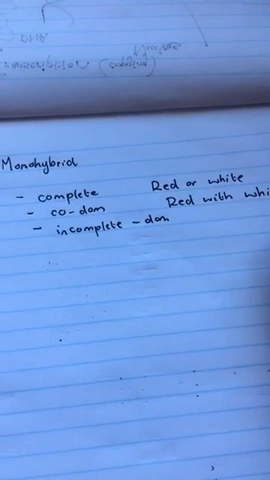 Monohybrid
- complete Red or white
- co-dom Red with whi
- incomplete - dom